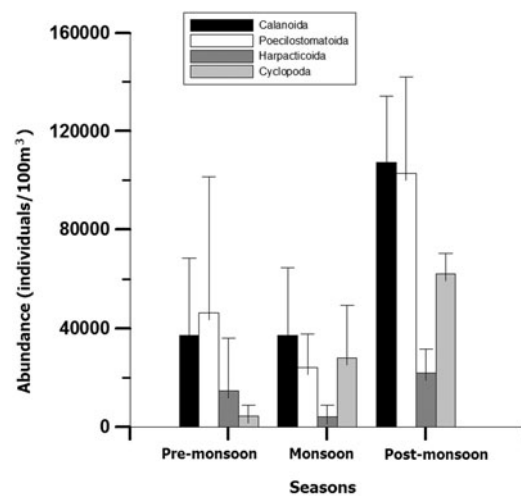 Calanoida
Poecilostomatoida
Harpacticoida
Cyclopoda
160000
120000
80000
40000
0
Abundance (individuals/100m³)
Pre-monsoon Monsoon Post-monsoon
Seasons